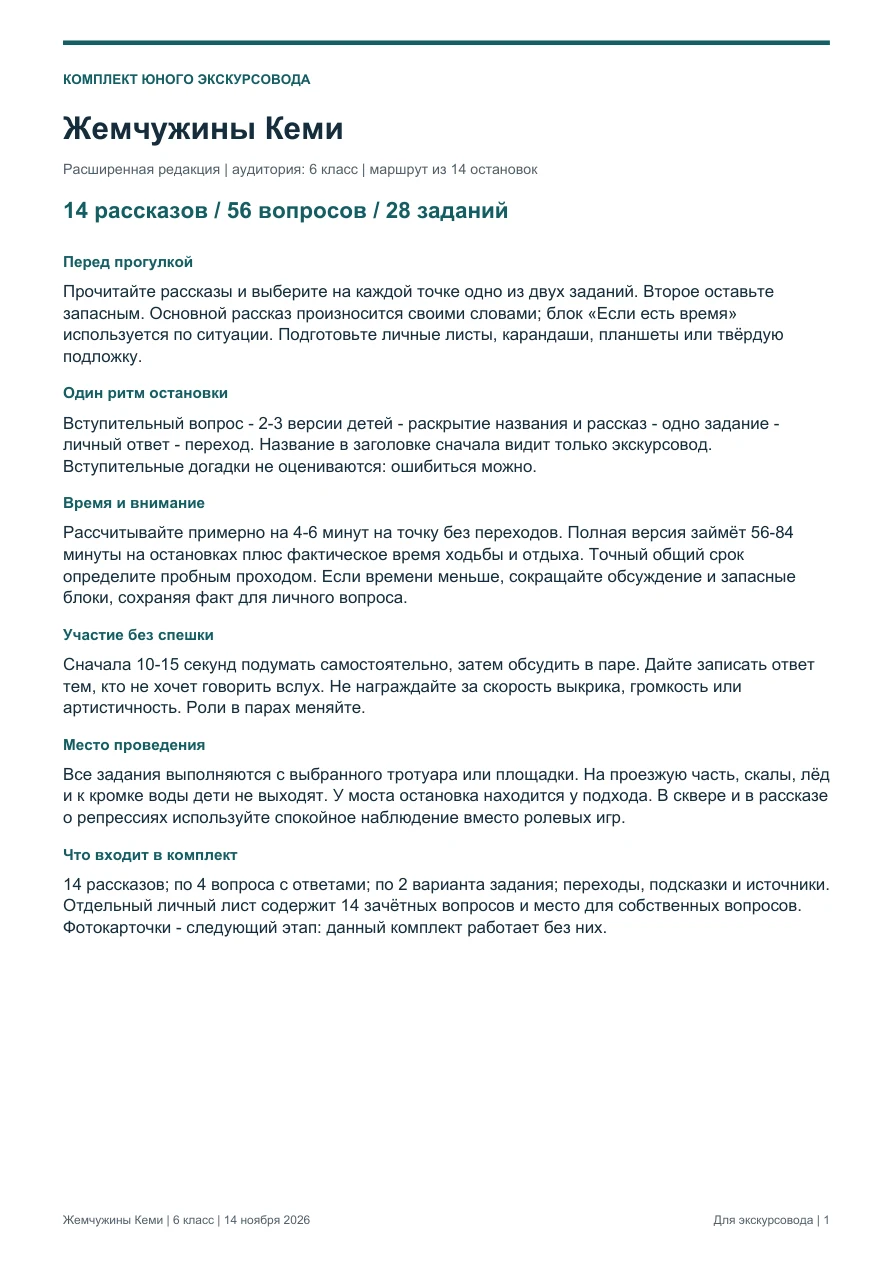 КОМПЛЕКТ ЮНОГО ЭКСКУРСОВОДА
Жемчужины Кеми
Расширенная редакция | аудитория: 6 класс | маршрут из 14 остановок
14 рассказов / 56 вопросов / 28 заданий
Перед прогулкой
Прочитайте рассказы и выберите на каждой точке одно из двух заданий. Второе оставьте
запасным. Основной рассказ произносится своими словами; блок «Если есть время»
используется по ситуации. Подготовьте личные листы, карандаши, планшеты или твёрдую
подложку.
Один ритм остановки
Вступительный вопрос - 2-3 версии детей - раскрытие названия и рассказ - одно задание -
личный ответ - переход. Название в заголовке сначала видит только экскурсовод.
Вступительные догадки не оцениваются: ошибиться можно.
Время и внимание
Рассчитывайте примерно на 4-6 минут на точку без переходов. Полная версия займёт 56-84
минуты на остановках плюс фактическое время ходьбы и отдыха. Точный общий срок
определите пробным проходом. Если времени меньше, сокращайте обсуждение и запасные
блоки, сохраняя факт для личного вопроса.
Участие без спешки
Сначала 10-15 секунд подумать самостоятельно, затем обсудить в паре. Дайте записать ответ
тем, кто не хочет говорить вслух. Не награждайте за скорость выкрика, громкость или
артистичность. Роли в парах меняйте.
Место проведения
Все задания выполняются с выбранного тротуара или площадки. На проезжую часть, скалы, лёд
и к кромке воды дети не выходят. У моста остановка находится у подхода. В сквере и в рассказе
о репрессиях используйте спокойное наблюдение вместо ролевых игр.
Что входит в комплект
14 рассказов; по 4 вопроса с ответами; по 2 варианта задания; переходы, подсказки и источники.
Отдельный личный лист содержит 14 зачётных вопросов и место для собственных вопросов.
Фотокарточки - следующий этап: данный комплект работает без них.
Жемчужины Кеми | 6 класс | 14 ноября 2026
Для экскурсовода | 1